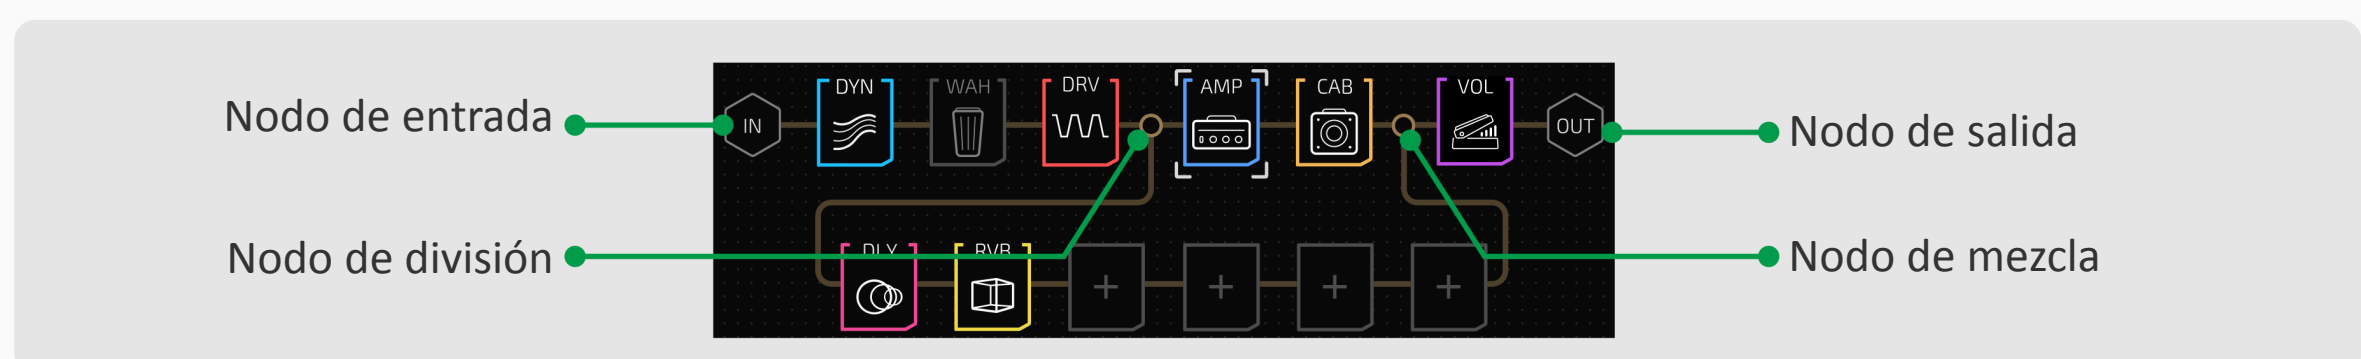 Nodo de entrada
Nodo de división
IN
DYN
WAH
DRV
AMP
CAB
VOL
OUT
DLY
RVB
+
+
+
+
Nodo de salida
Nodo de mezcla